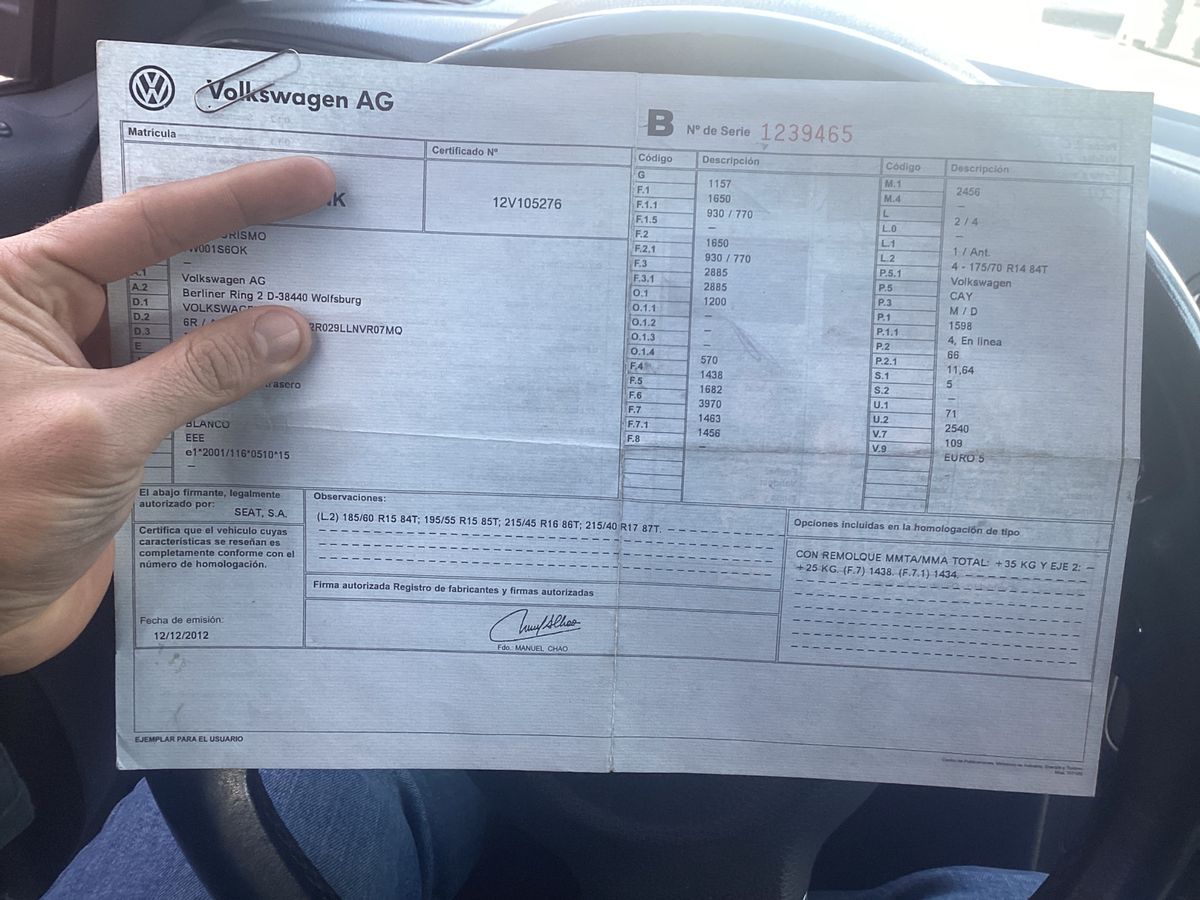 Volkswagen AG
B Nº de Serie 1239465
Matrícula
Certificado Nº
12V105276
W001S6OK
–
A.1
Volkswagen AG
A.2
Berliner Ring 2 D-38440 Wolfsburg
D.1
D.2
6R /
2R029LLNVR07MQ
D.3
E
BLANCO
EEE
e1*2001/116*0510*15
–
Código
Descripción
G
1157
F.1
1650
F.1.1
930 / 770
F.1.5
–
F.2
1650
F.2.1
930 / 770
F.3
2885
F.3.1
2885
O.1
1200
O.1.1
–
O.1.2
–
O.1.3
–
O.1.4
570
F.4
1438
F.5
1682
F.6
3970
F.7
1463
F.7.1
1456
F.8
–
Código
Descripción
M.1
2456
M.4
–
L
2 / 4
L.0
–
L.1
1 / Ant.
L.2
4 - 175/70 R14 84T
P.5.1
Volkswagen
P.5
CAY
P.3
M / D
P.1
1598
P.1.1
4, En linea
P.2
66
P.2.1
11,64
S.1
5
S.2
–
U.1
71
U.2
2540
V.7
109
V.9
EURO 5
El abajo firmante, legalmente
autorizado por:
SEAT, S.A.
Certifica que el vehiculo cuyas
características se reseñan es
completamente conforme con el
número de homologación.
Fecha de emisión:
12/12/2012
Observaciones:
(L.2) 185/60 R15 84T; 195/55 R15 85T; 215/45 R16 86T; 215/40 R17 87T.
Firma autorizada Registro de fabricantes y firmas autorizadas
Fdo.: MANUEL CHAO
Opciones incluidas en la homologación de tipo
CON REMOLQUE MMTA/MMA TOTAL: +35 KG Y EJE 2:
+25 KG. (F.7) 1438. (F.7.1) 1434.
EJEMPLAR PARA EL USUARIO